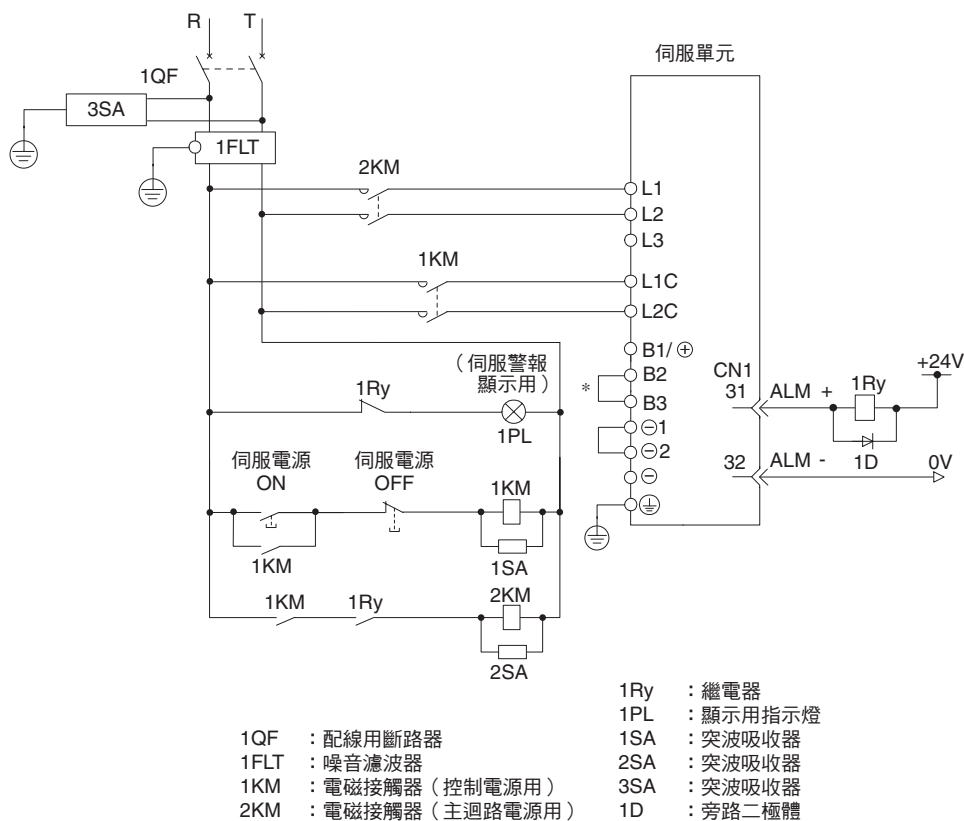 R T
伺服單元
1QF
3SA
1FLT
2KM
L1
L2
L3
1KM
L1C
L2C
B1/⊕
(伺服警報
顯示用)
B2
CN1
+24V
1Ry
*
31 ALM + 1Ry
B3
1PL
⊖1
伺服電源
ON
伺服電源
OFF
⊖2
32 ALM - 1D 0V
⊖
1KM
1KM
1SA
1KM 1Ry 2KM
2SA
1QF :配線用斷路器
1FLT :噪音濾波器
1KM :電磁接觸器(控制電源用)
2KM :電磁接觸器(主迴路電源用)
1Ry :繼電器
1PL :顯示用指示燈
1SA :突波吸收器
2SA :突波吸收器
3SA :突波吸收器
1D :旁路二極體